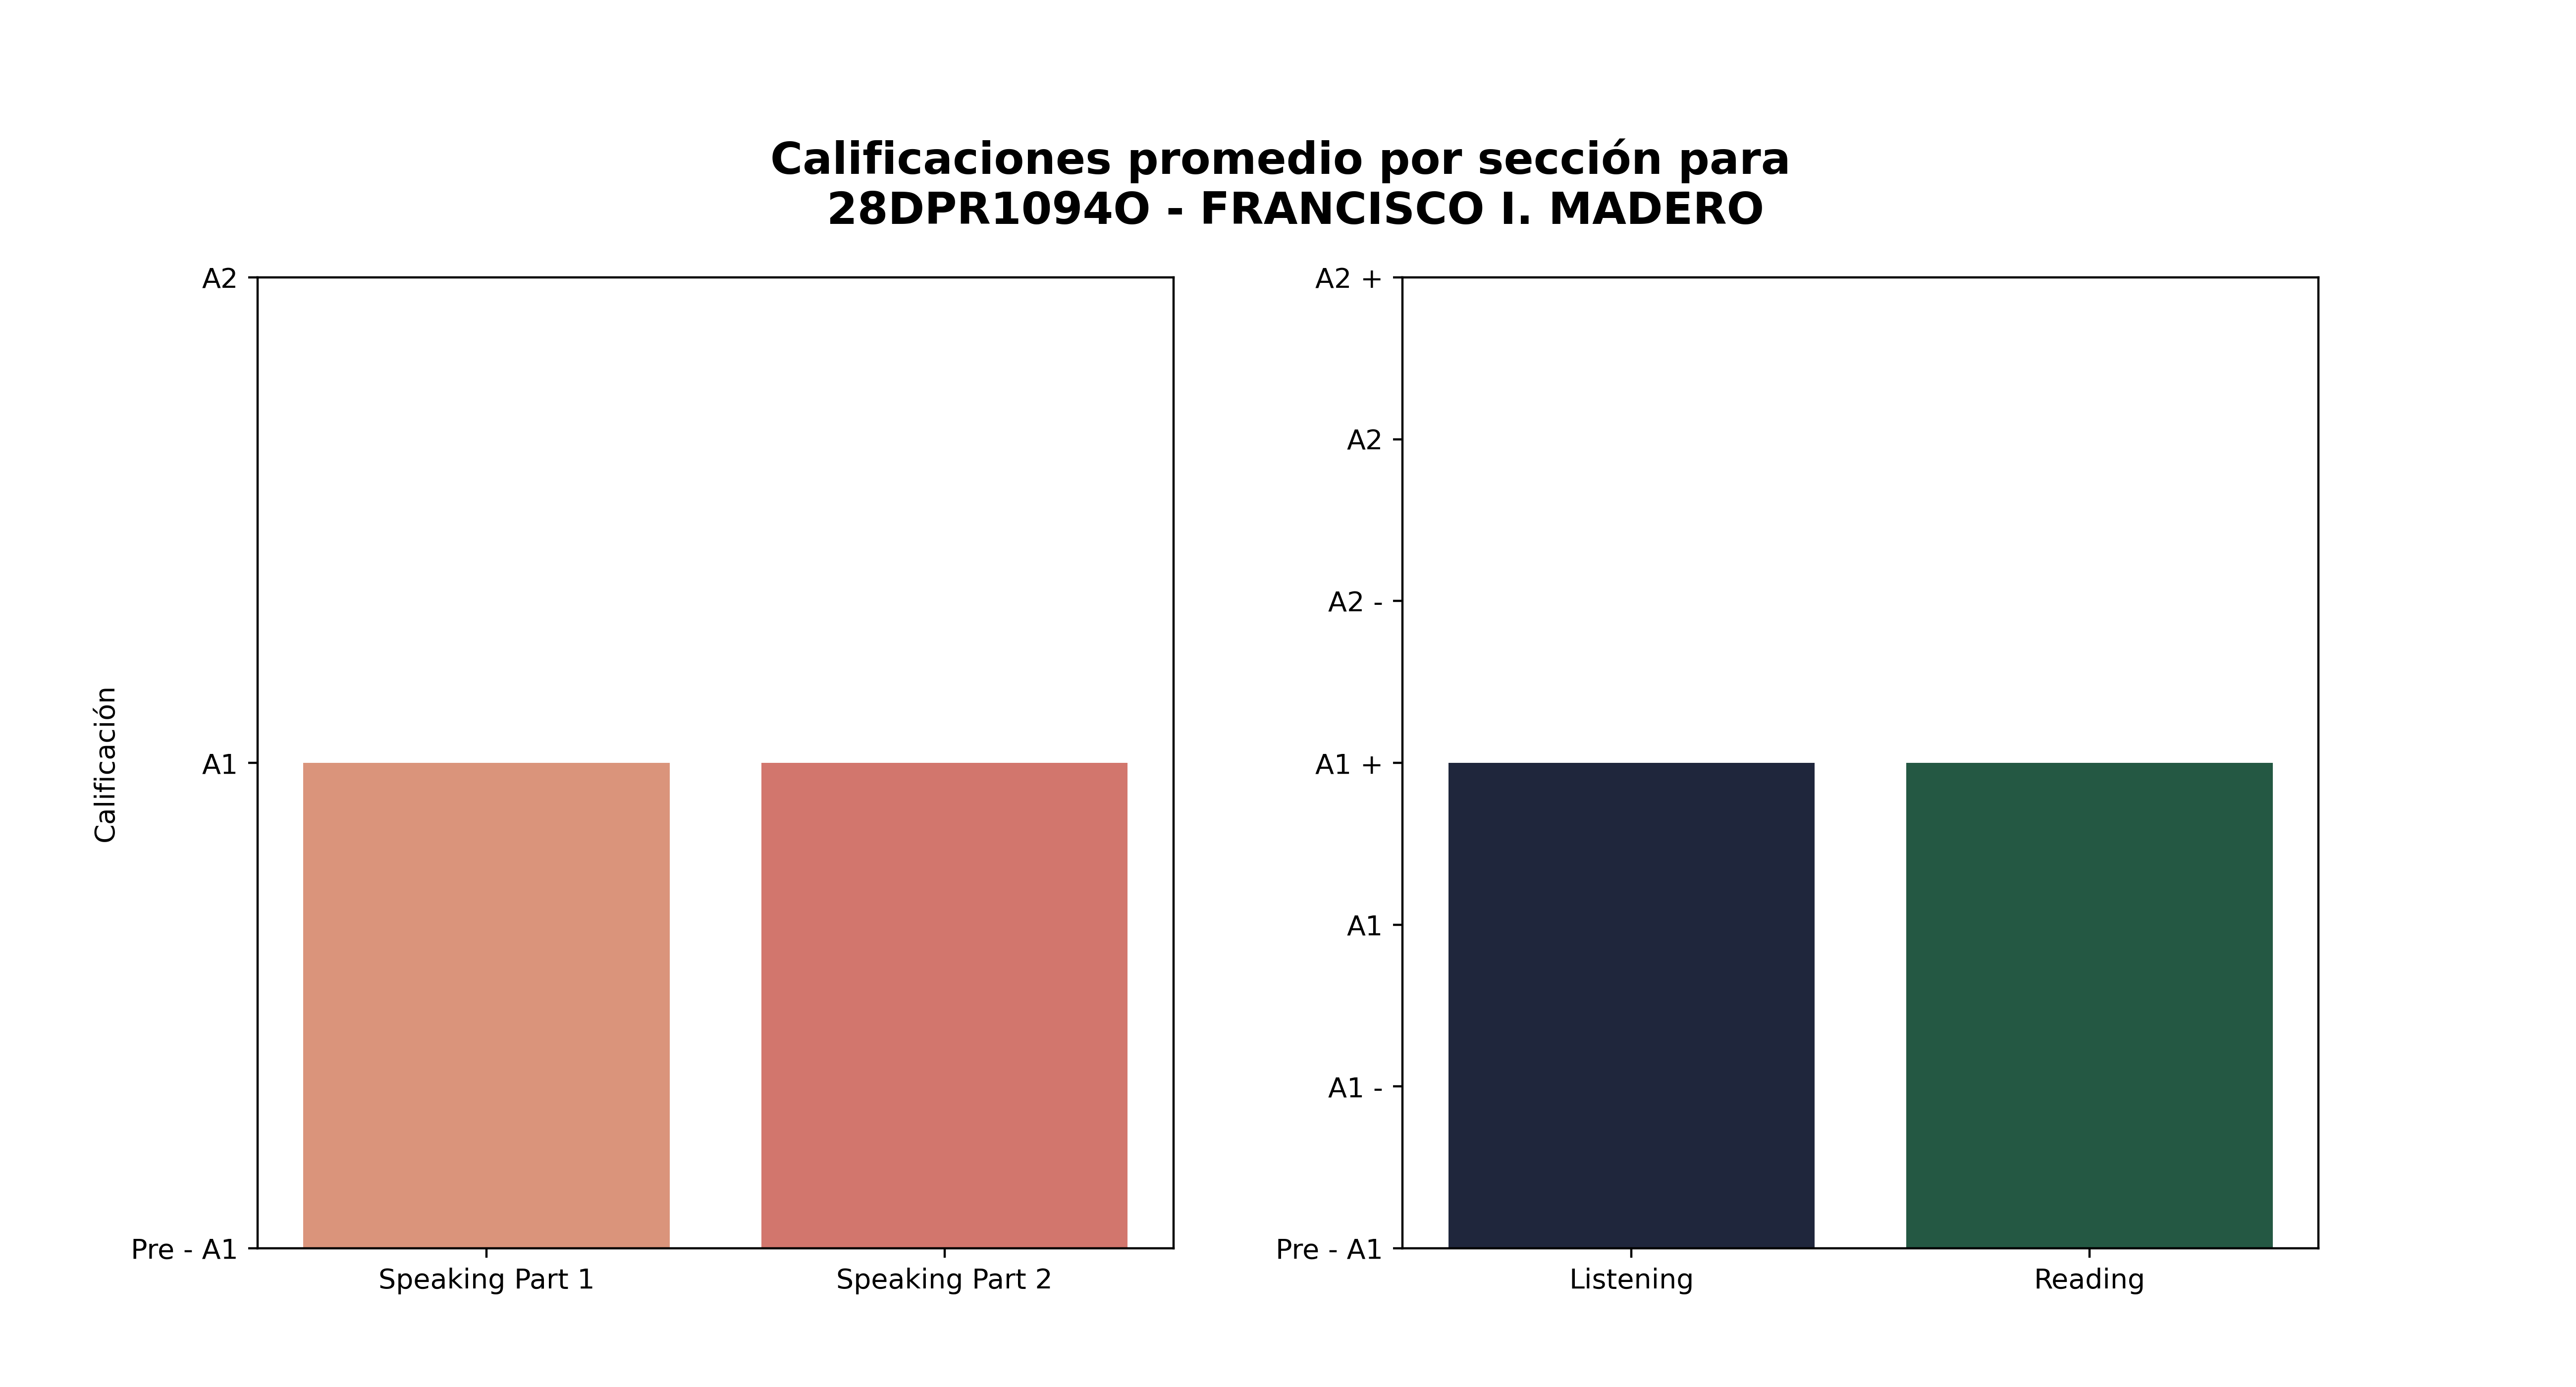 Calificaciones promedio por sección para
28DPR1094O - FRANCISCO I. MADERO
Calificación
A2
A1
Pre - A1
Speaking Part 1
Speaking Part 2
A2 +
A2
A2 -
A1 +
A1
A1 -
Pre - A1
Listening
Reading